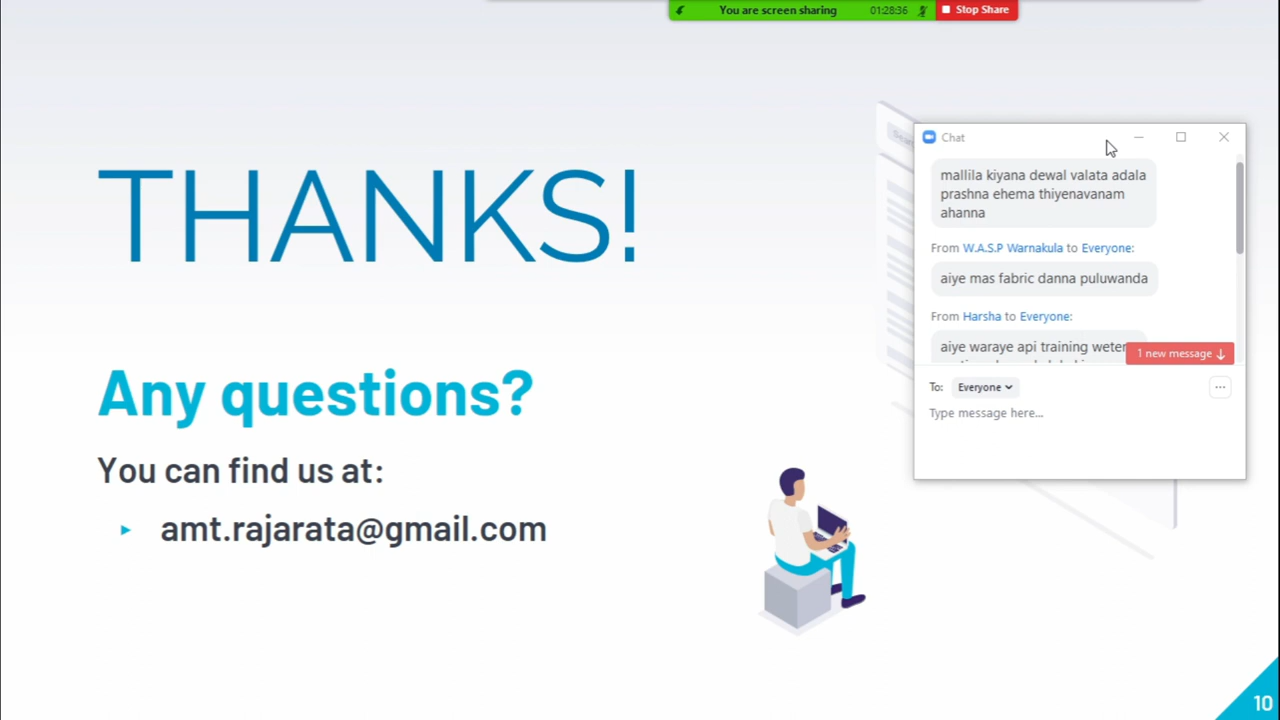 You are screen sharing 01:28:36 Stop Share
THANKS!
Any questions?
You can find us at:
amt.rajarata@gmail.com
Chat
mallila kiyana dewal valata adala
prashna ehema thiyenavanam
ahanna
From W.A.S.P Warnakula to Everyone:
aiye mas fabric danna puluwanda
From Harsha to Everyone:
aiye waraye api training weter
1 new message
To: Everyone
Type message here...
10